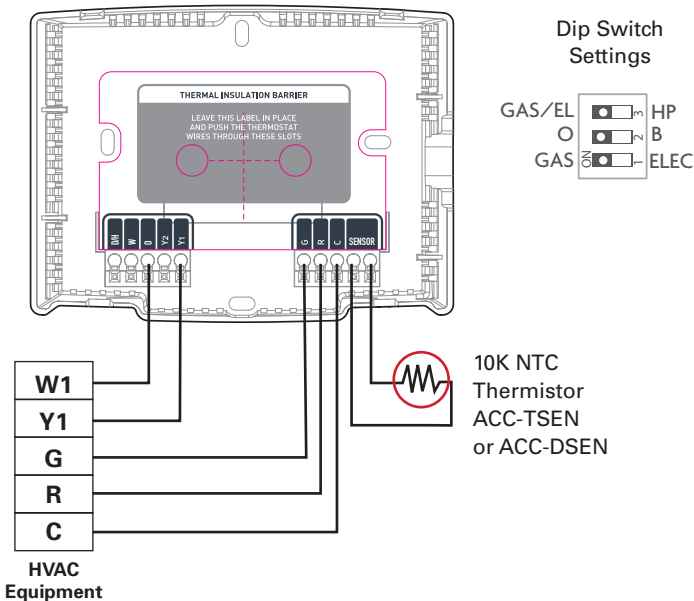 Dip Switch
Settings
THERMAL INSULATION BARRIER
LEAVE THIS LABEL IN PLACE
AND PUSH THE THERMOSTAT
WIRES THROUGH THESE SLOTS
GAS/EL 3 HP
O 2 B
GAS ON 1 ELEC
O/H W O Y2 Y1
G R C SENSOR
10K NTC
Thermistor
ACC-TSEN
or ACC-DSEN
W1
Y1
G
R
C
HVAC
Equipment